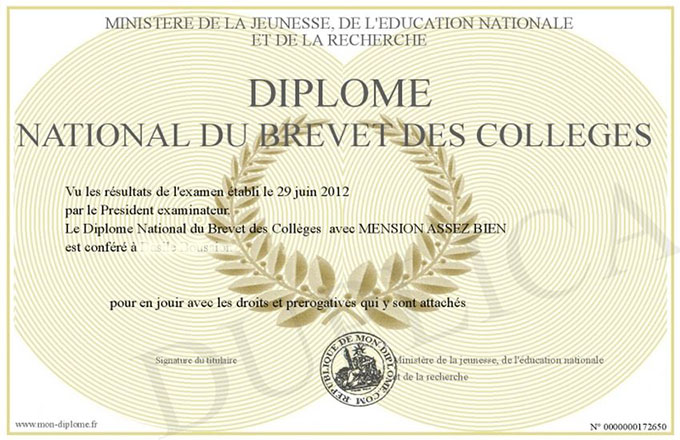 MINISTERE DE LA JEUNESSE, DE L'EDUCATION NATIONALE
ET DE LA RECHERCHE
DIPLOME
NATIONAL DU BREVET DES COLLEGES
Vu les résultats de l'examen établi le 29 juin 2012
par le President examinateur.
Le Diplome National du Brevet des Collèges avec MENSION ASSEZ BIEN
est conféré à
pour en jouir avec les droits et prerogatives qui y sont attachés
Signature du titulaire
Ministère de la jeunesse, de l'éducation nationale
et de la recherche
REPUBLIQUE DE MON-DIPLOME.COM
www.mon-diplome.fr
N° 0000000172650
DUPLICA